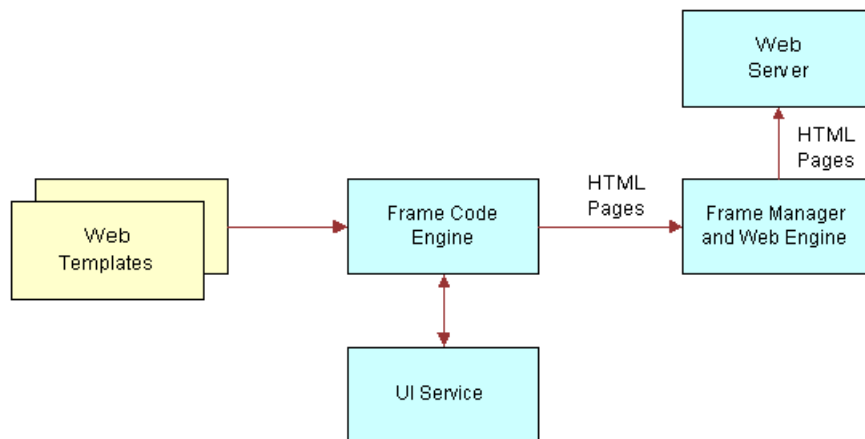 Web
Server
HTML
Pages
Web
Templates
Frame Code
Engine
HTML
Pages
Frame Manager
and Web Engine
UI Service